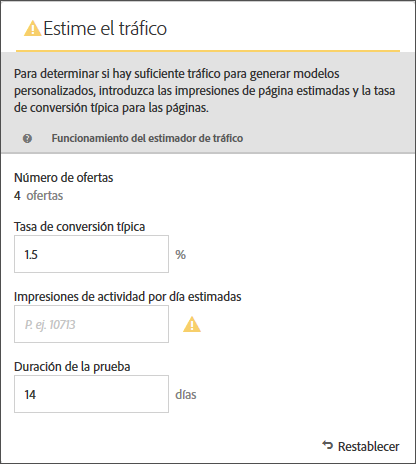 Estime el tráfico
Para determinar si hay suficiente tráfico para generar modelos
personalizados, introduzca las impresiones de página estimadas y la tasa
de conversión típica para las páginas.
Funcionamiento del estimador de tráfico
Número de ofertas
4 ofertas
Tasa de conversión típica
1.5 %
Impresiones de actividad por día estimadas
P. ej. 10713
Duración de la prueba
14 días
Restablecer